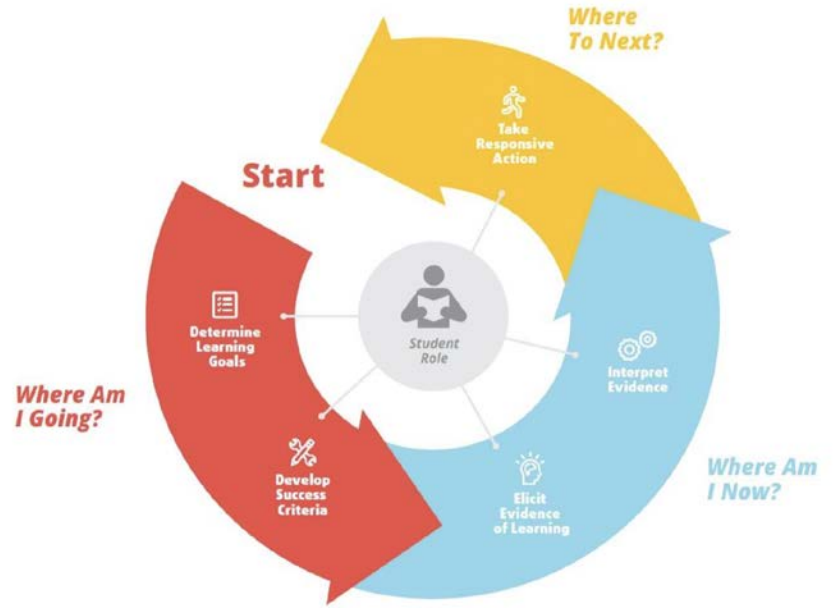 Where
To Next?
Take
Responsive
Action
Start
Determine
Learning
Goals
Student
Role
Interpret
Evidence
Where Am
I Going?
Develop
Success
Criteria
Elicit
Evidence
of Learning
Where Am
I Now?